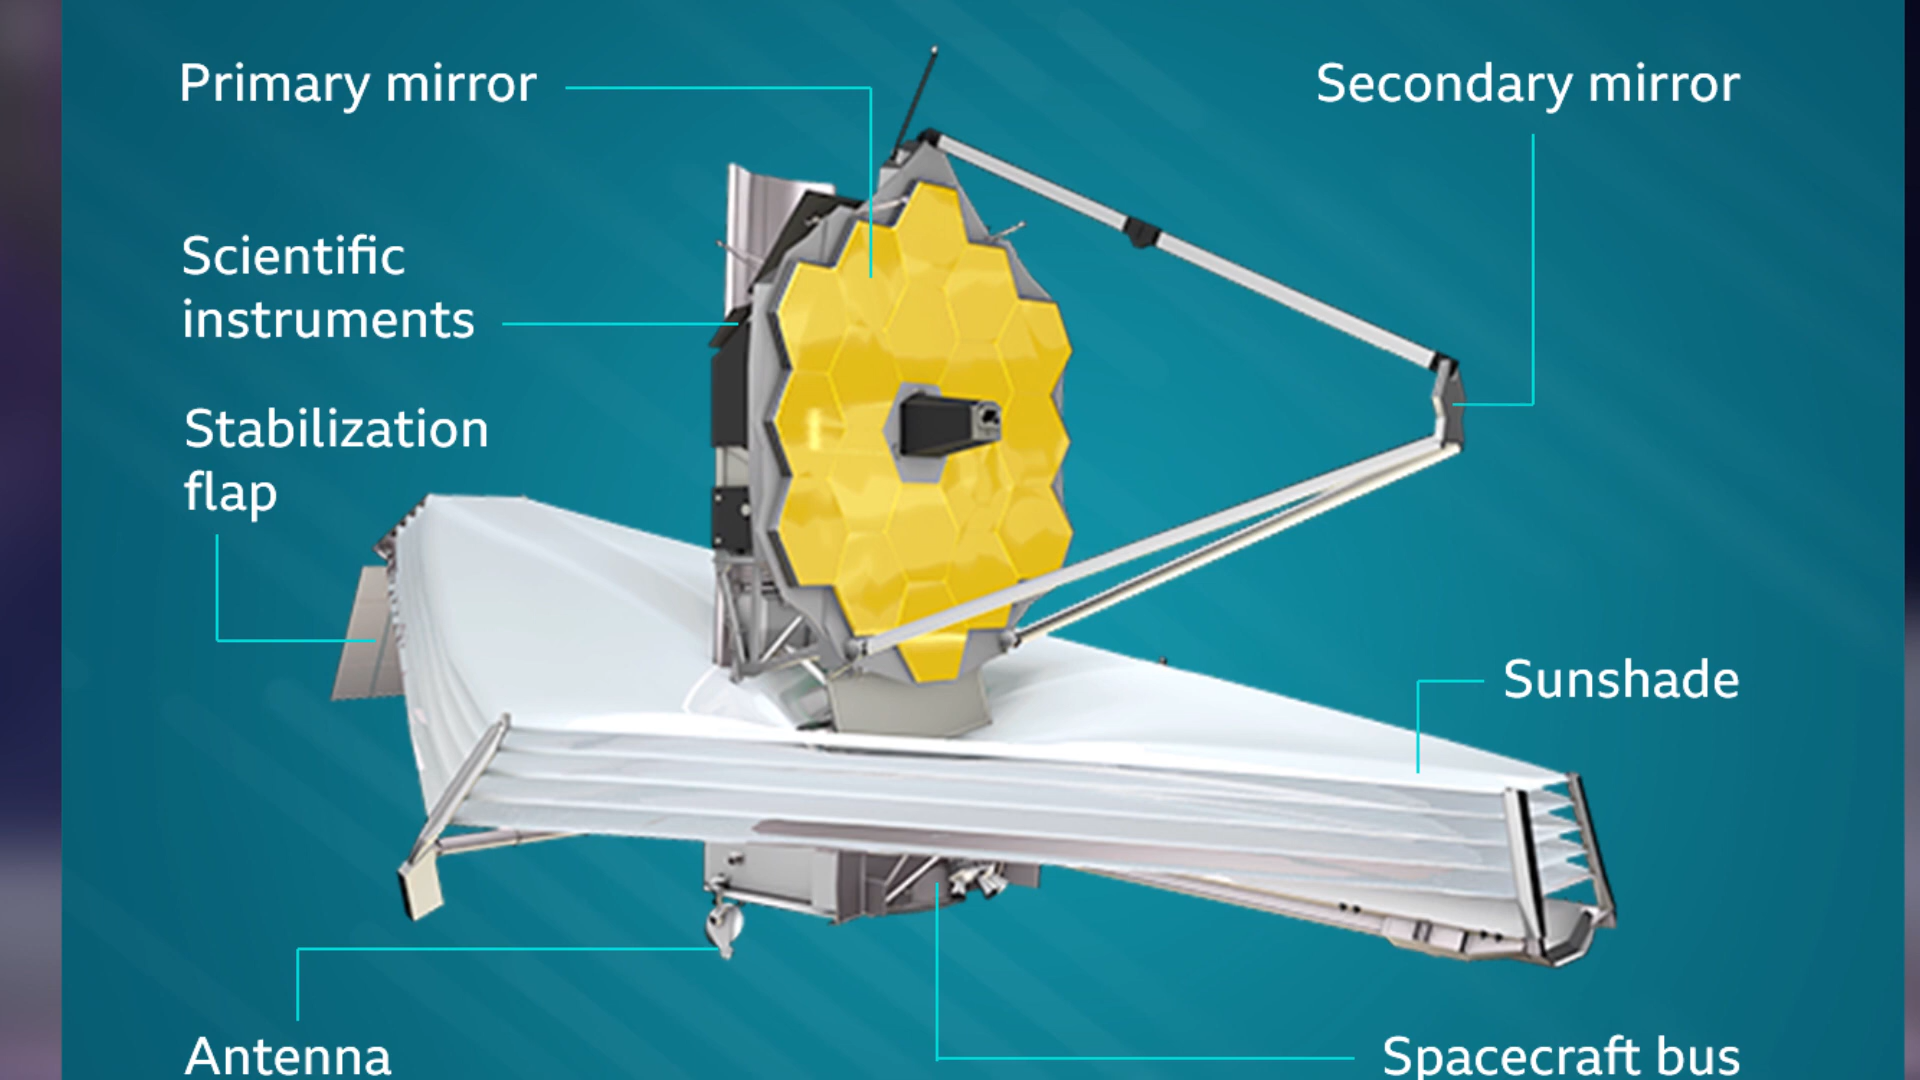 Primary mirror
Secondary mirror
Scientific
instruments
Stabilization
flap
Sunshade
Antenna
Spacecraft bus